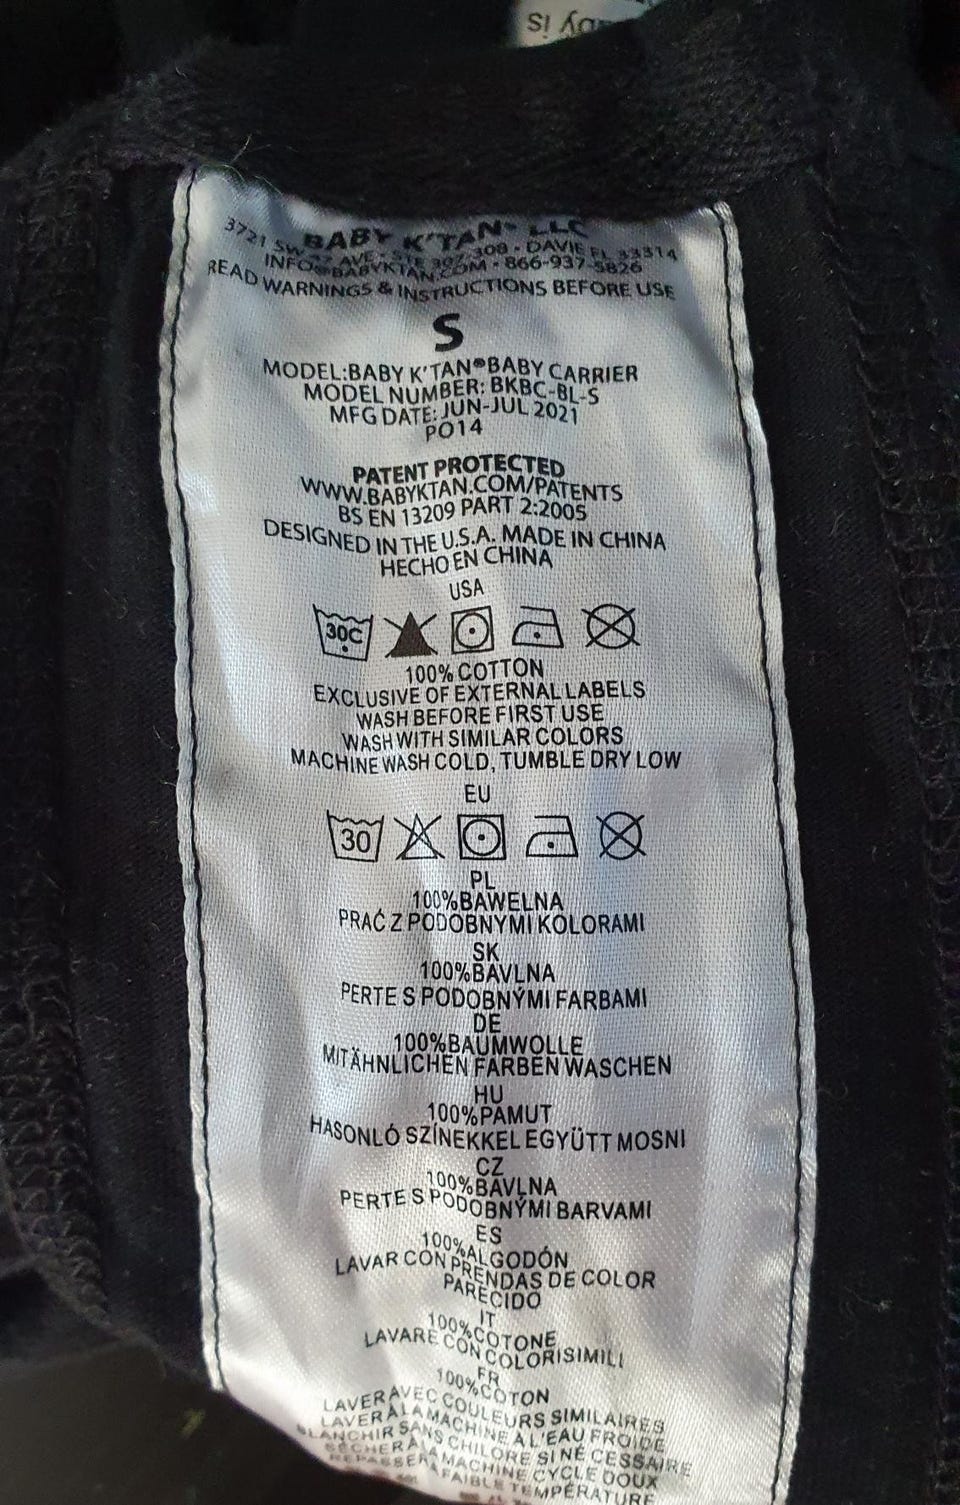 BABY K'TAN® LLC
3721 SW 47 AVE - STE 307-308 - DAVIE FL 33314
INFO@BABYKTAN.COM • 866-937-5826
READ WARNINGS & INSTRUCTIONS BEFORE USE
S
MODEL:BABY K'TAN®BABY CARRIER
MODEL NUMBER: BKBC-BL-S
MFG DATE: JUN-JUL 2021
PO14
PATENT PROTECTED
WWW.BABYKTAN.COM/PATENTS
BS EN 13209 PART 2:2005
DESIGNED IN THE U.S.A. MADE IN CHINA
HECHO EN CHINA
USA
30C
100% COTTON
EXCLUSIVE OF EXTERNAL LABELS
WASH BEFORE FIRST USE
WASH WITH SIMILAR COLORS
MACHINE WASH COLD, TUMBLE DRY LOW
EU
30
PL
100%BAWELNA
PRAĆ Z PODOBNYMI KOLORAMI
SK
100%BAVLNA
PERTE S PODOBNÝMI FARBAMI
DE
100%BAUMWOLLE
MIT ÄHNLICHEN FARBEN WASCHEN
HU
100%PAMUT
HASONLÓ SZÍNEKKEL EGYÜTT MOSNI
CZ
100%BAVLNA
PERTE S PODOBNÝMI BARVAMI
ES
100%ALGODÓN
LAVAR CON PRENDAS DE COLOR
PARECIDO
IT
100%COTONE
LAVARE CON COLORISIMILI
FR
100%COTON
LAVER AVEC COULEURS SIMILAIRES
LAVER À LA MACHINE À L'EAU FROIDE
BLANCHIR SANS CHILORE SI NÉ CESSAIRE
SÉCHER À LA MACHINE CYCLE DOUX
REPASSER À FAIBLE TEMPÉRATURE